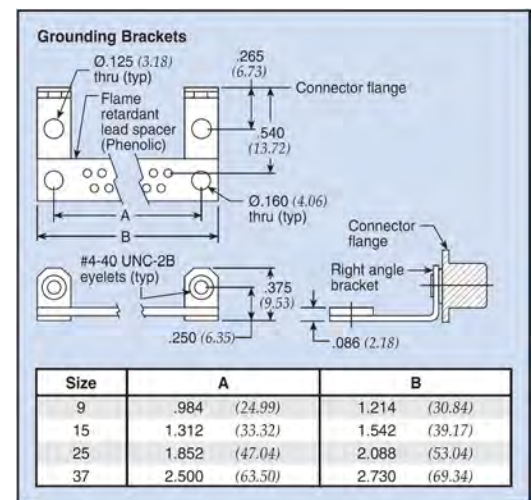 Grounding Brackets
Ø.125 (3.18)
thru (typ)
.265
(6.73)
Connector flange
Flame
retardant
lead spacer
(Phenolic)
.540
(13.72)
Ø.160 (4.06)
thru (typ)
A
B
Connector
flange
#4-40 UNC-2B
eyelets (typ)
Right angle
bracket
.375
(9.53)
.250 (6.35)
.086 (2.18)
Size A B
9 .984 (24.99) 1.214 (30.84)
15 1.312 (33.32) 1.542 (39.17)
25 1.852 (47.04) 2.088 (53.04)
37 2.500 (63.50) 2.730 (69.34)